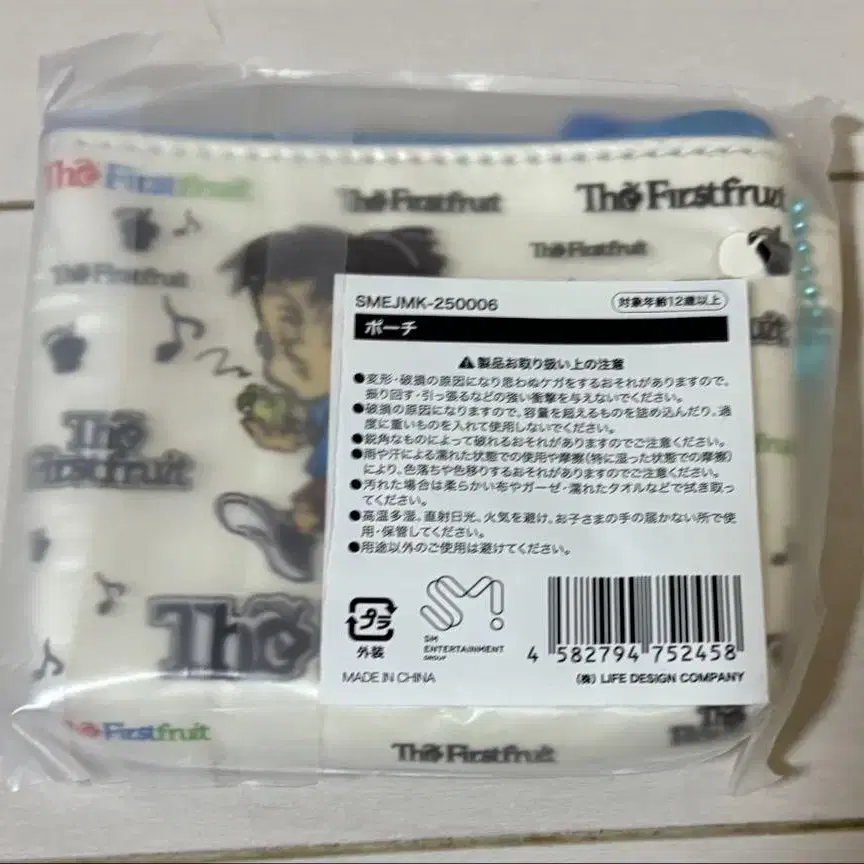 The Firstfruit
The Firstfruit
The Firstfruit
The Firstfruit
The Firstfruit
SMEJMK-250006
対象年齢12歳以上
ポーチ
製品お取り扱い上の注意
●変形・破損の原因になり思わぬケガをするおそれがありますので、
振り回す・引っ張るなどの強い衝撃を与えないでください。
●破損の原因になりますので、容量を超えるものを詰め込んだり、過
度に重いものを入れて使用しないでください。
●鋭角なものによって破れるおそれがありますのでご注意ください。
●雨や汗による濡れた状態での使用や摩擦(特に湿った状態での摩擦)
により、色落ちや色移りするおそれがありますのでご注意ください。
●汚れた場合は柔らかい布やガーゼ・濡れたタオルなどで拭き取っ
てください。
●高温多湿、直射日光、火気を避け、お子さまの手の届かない所で使
用・保管してください。
●用途以外のご使用は避けてください。
The
Firstfruit
The
プラ
外装
SM
ENTERTAINMENT
GROUP
4 582794 752458
MADE IN CHINA
(株) LIFE DESIGN COMPANY
The Firstfruit
The Firstfruit